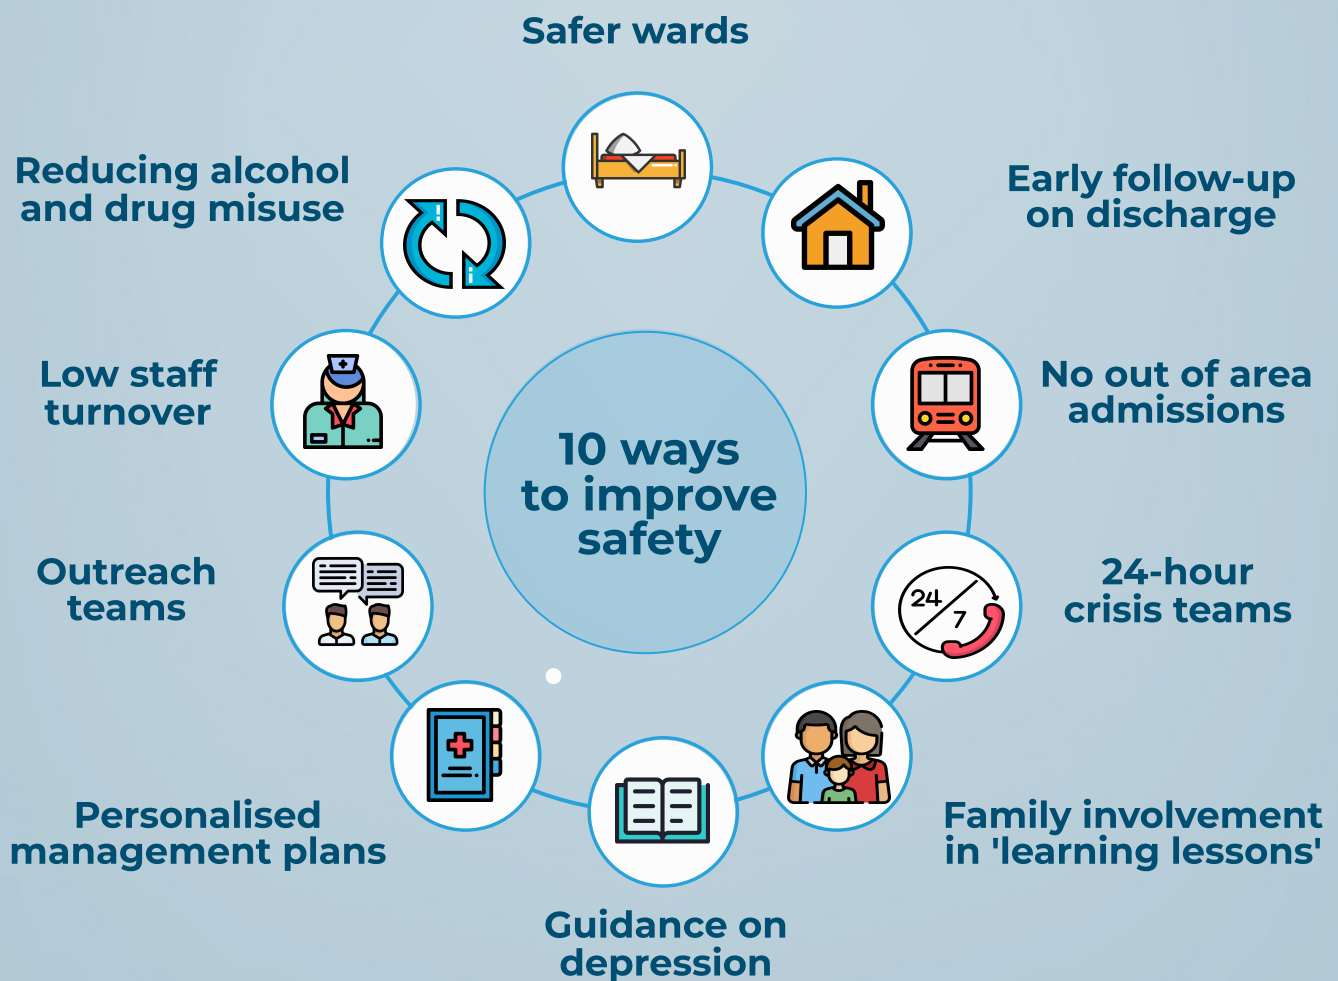 Safer wards
Early follow-up
on discharge
No out of area
admissions
24-hour
crisis teams
Family involvement
in 'learning lessons'
Guidance on
depression
Personalised
management plans
Outreach
teams
Low staff
turnover
Reducing alcohol
and drug misuse
10 ways
to improve
safety
24
7